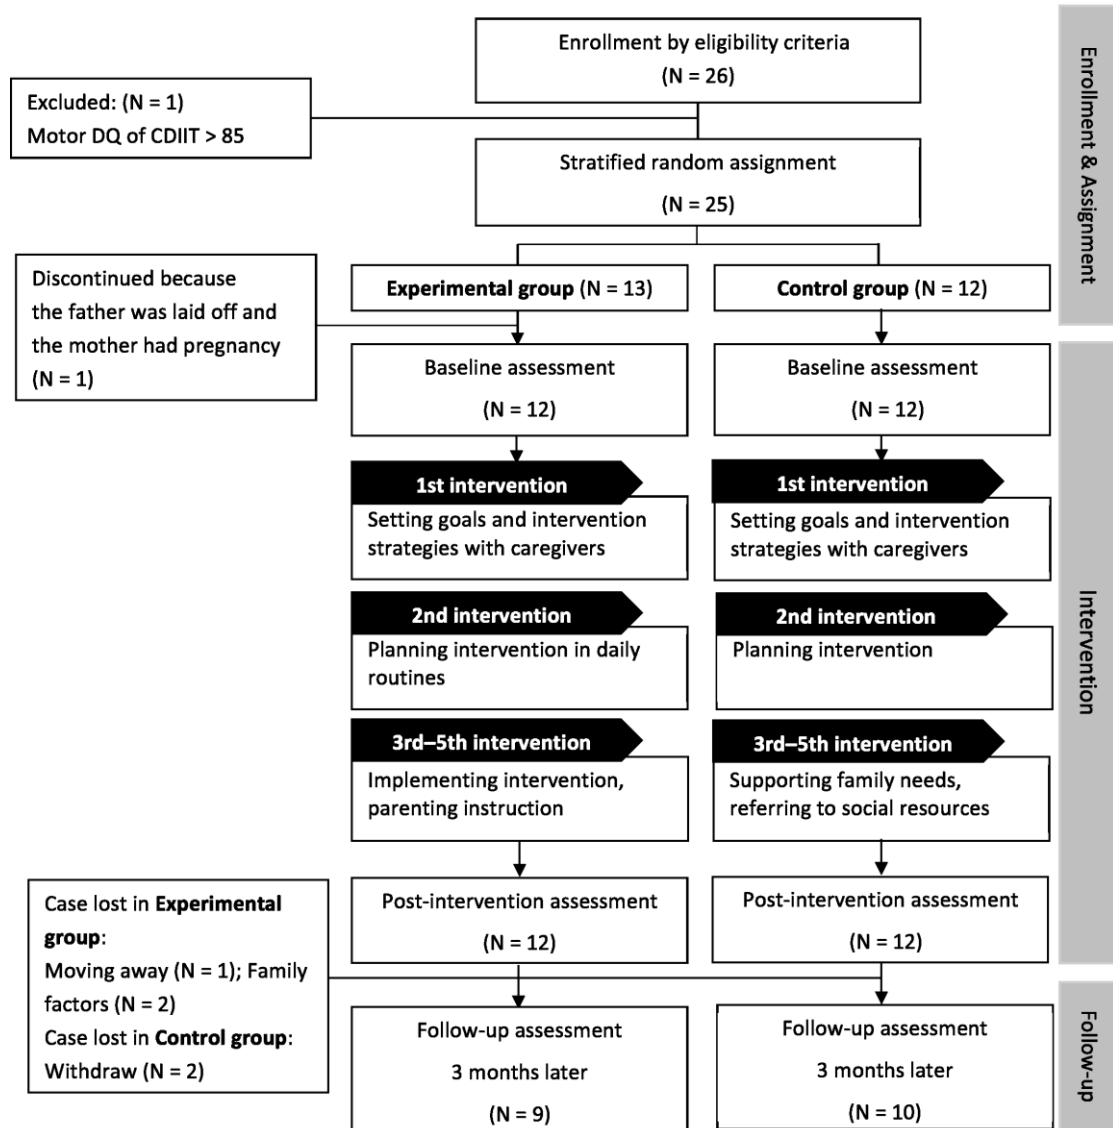 Enrollment by eligibility criteria
(N = 26)
Excluded: (N = 1)
Motor DQ of CDIIT > 85
Stratified random assignment
(N = 25)
Enrollment & Assignment
Discontinued because
the father was laid off and
the mother had pregnancy
(N = 1)
Experimental group (N = 13)
Control group (N = 12)
Baseline assessment
(N = 12)
Baseline assessment
(N = 12)
1st intervention
Setting goals and intervention
strategies with caregivers
1st intervention
Setting goals and intervention
strategies with caregivers
2nd intervention
Planning intervention in daily
routines
2nd intervention
Planning intervention
3rd–5th intervention
Implementing intervention,
parenting instruction
3rd–5th intervention
Supporting family needs,
referring to social resources
Intervention
Post-intervention assessment
(N = 12)
Post-intervention assessment
(N = 12)
Case lost in Experimental
group:
Moving away (N = 1); Family
factors (N = 2)
Case lost in Control group:
Withdraw (N = 2)
Follow-up assessment
3 months later
(N = 9)
Follow-up assessment
3 months later
(N = 10)
Follow-up